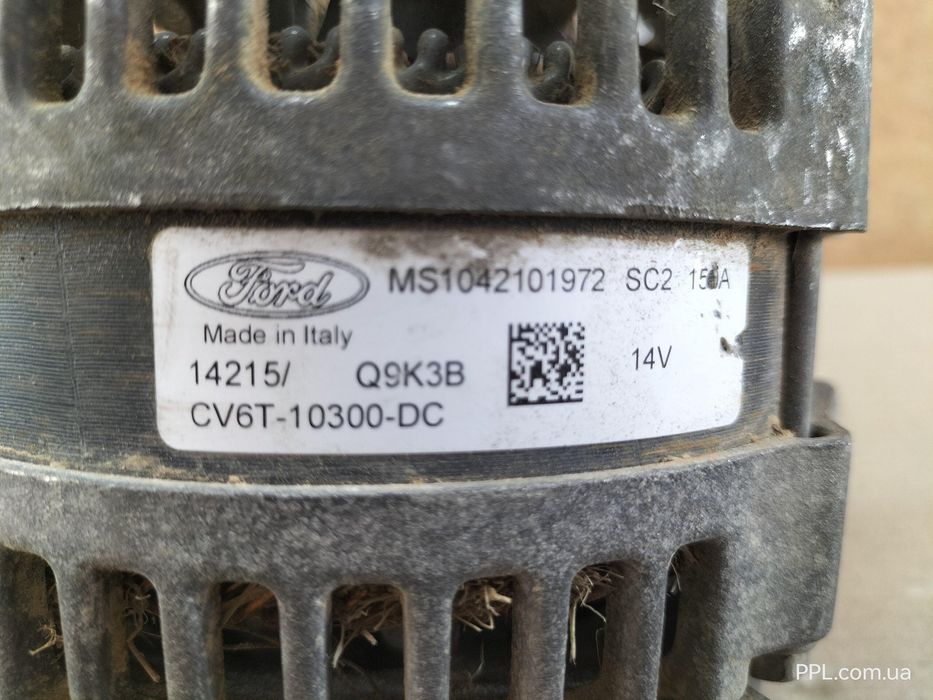 Ford MS1042101972 SC2
Made in Italy
14V
14215/ Q9K3B
CV6T-10300-DC
PPL.com.ua